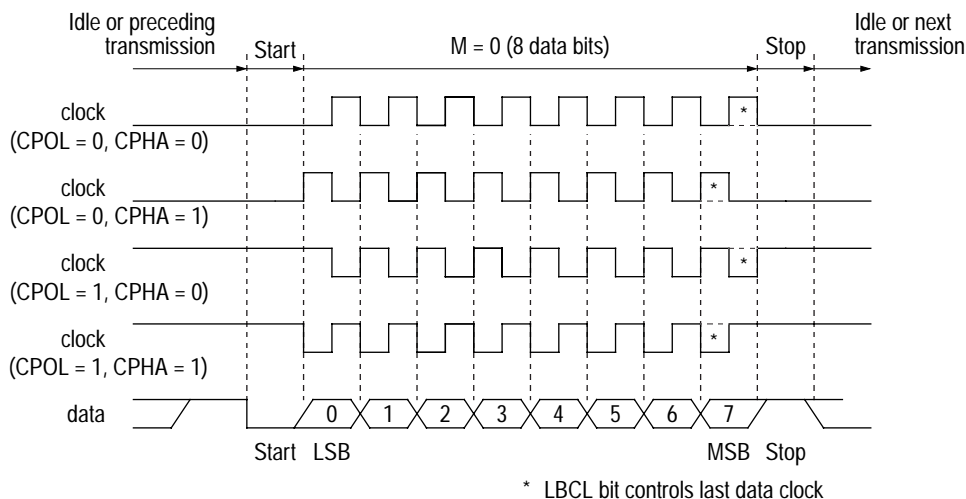 Idle or preceding
transmission
Start
M = 0 (8 data bits)
Stop
Idle or next
transmission
clock
(CPOL = 0, CPHA = 0)
*
clock
(CPOL = 0, CPHA = 1)
*
clock
(CPOL = 1, CPHA = 0)
*
clock
(CPOL = 1, CPHA = 1)
*
data
0 1 2 3 4 5 6 7
Start LSB MSB Stop
* LBCL bit controls last data clock